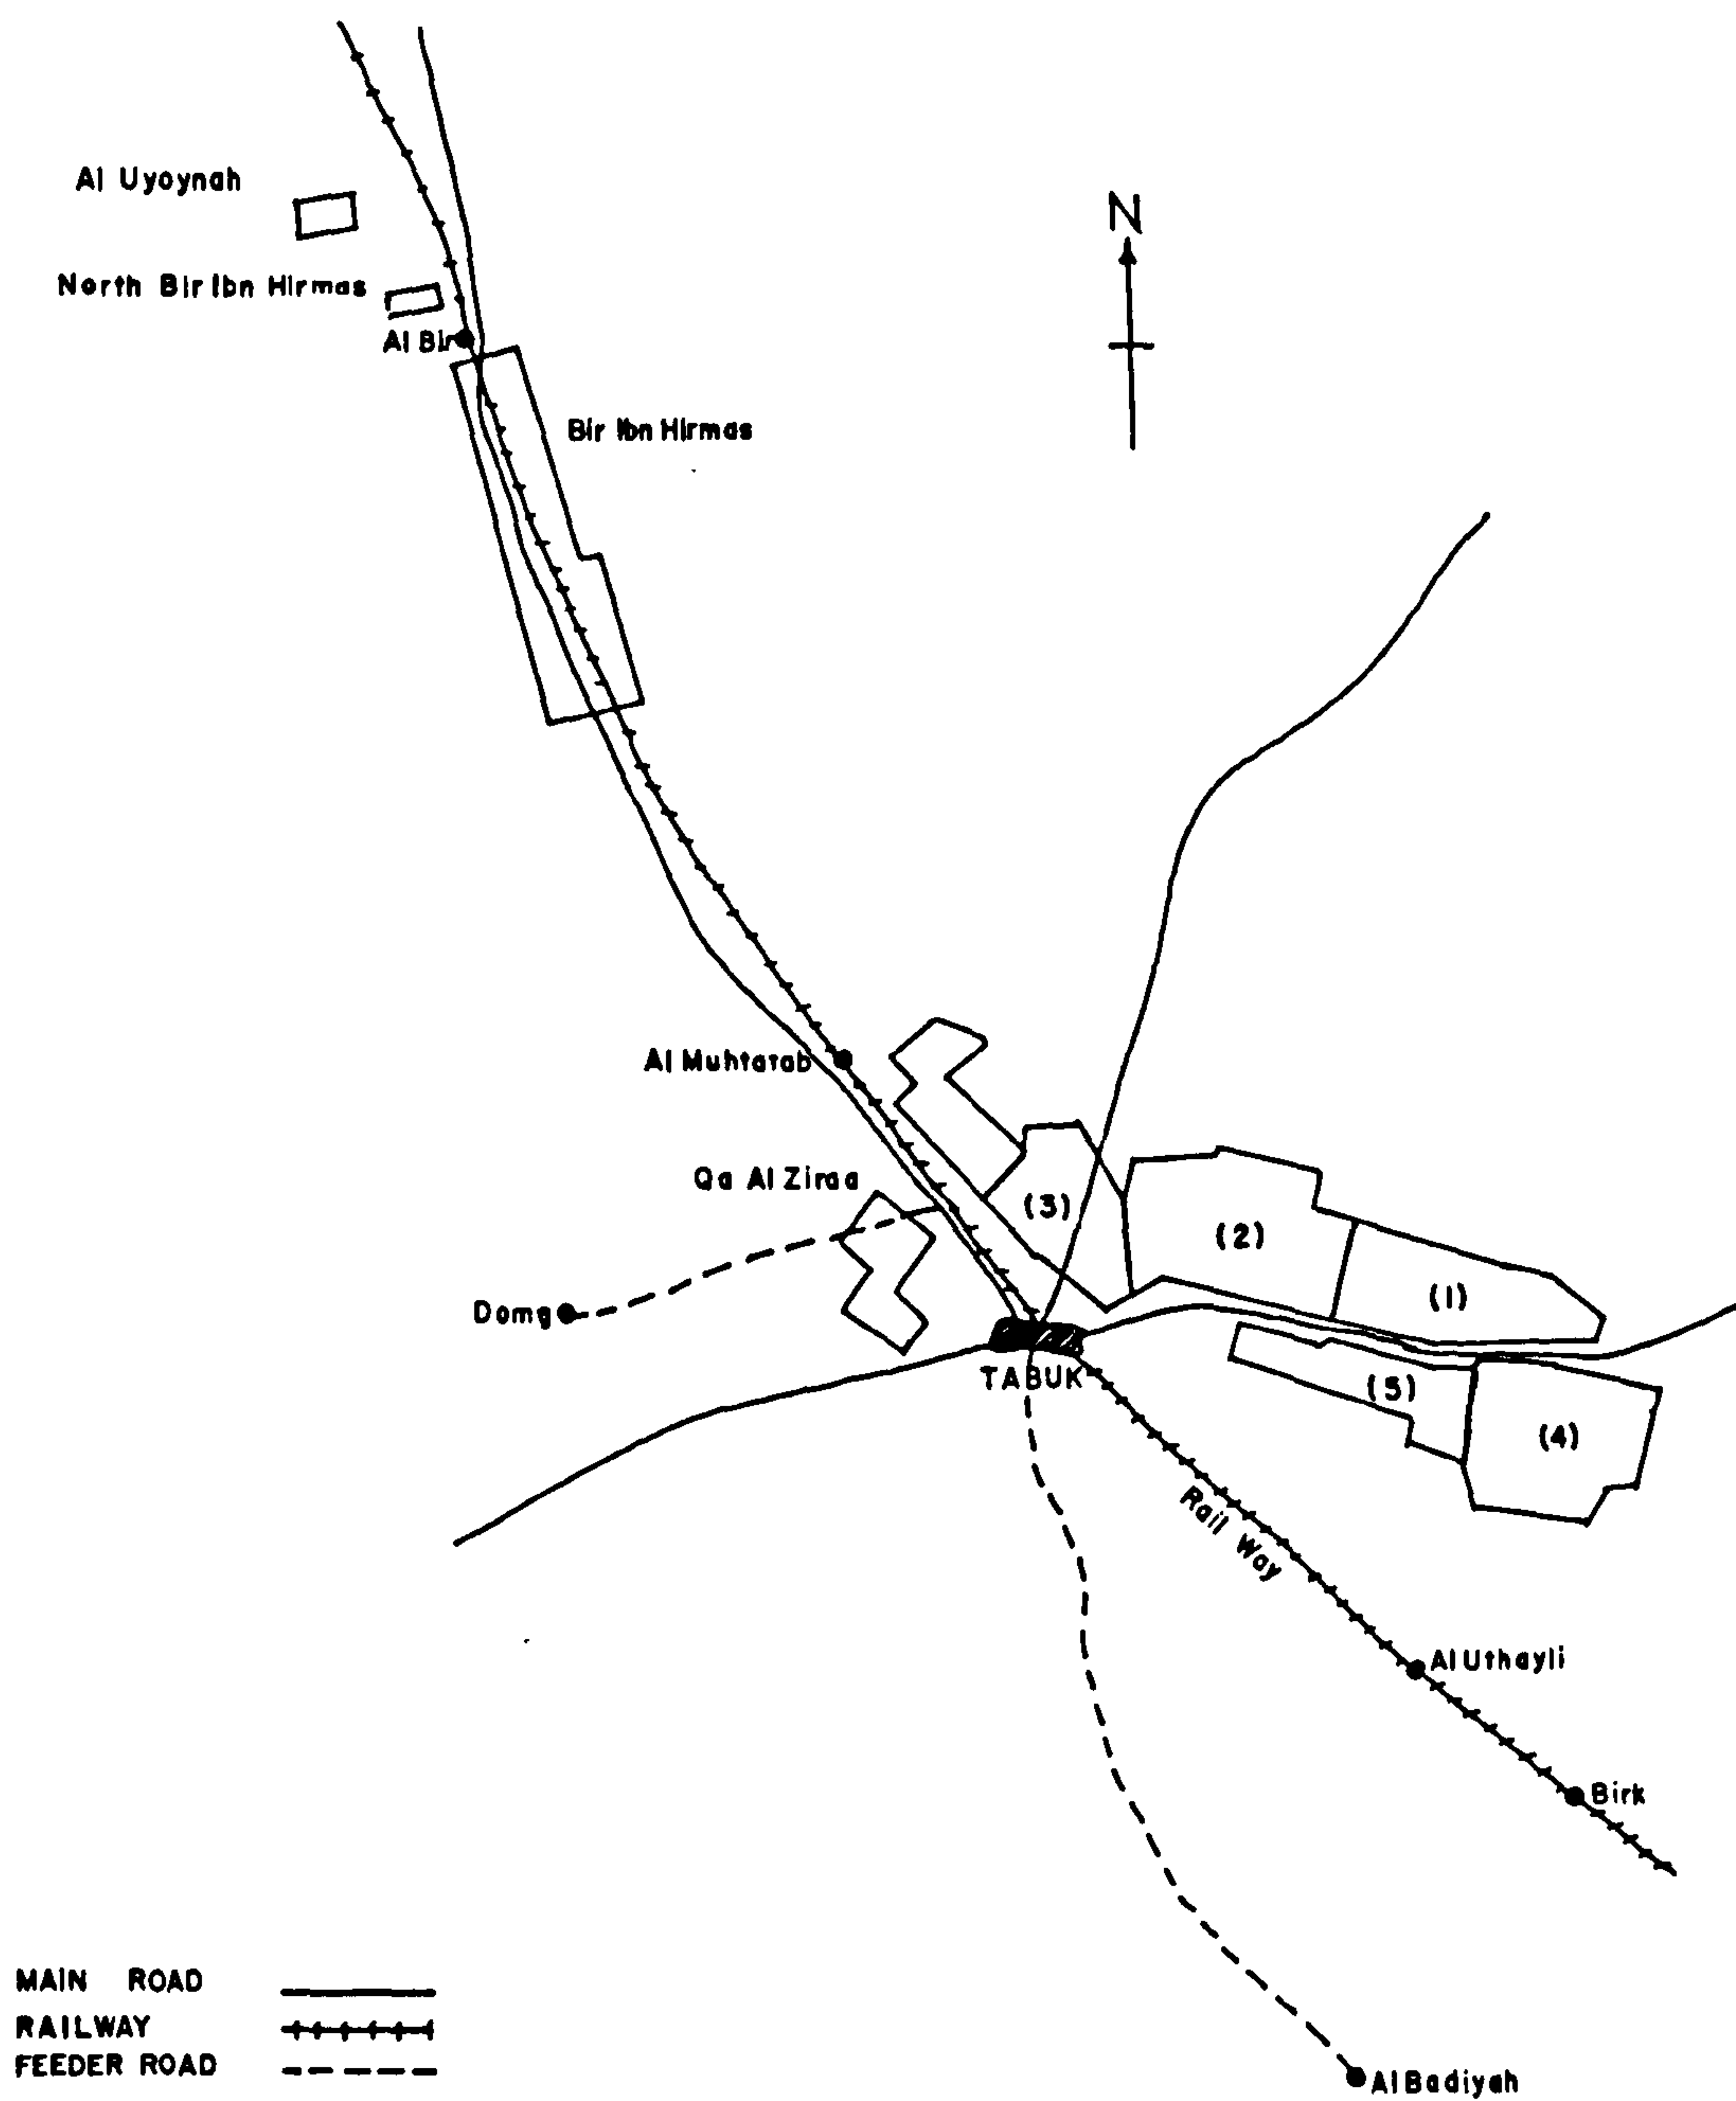 Al Uyoynah
North Bir Ibn Hirmas
Al Bir
Bir Ibn Hirmas
N
Al Muhtatab
Qa Al Ziraa
(3)
(2)
(1)
Domg
TABUK
(5)
(4)
Rail Way
Al Uthayli
Birk
MAIN ROAD
RAILWAY
FEEDER ROAD
Al Badiyah